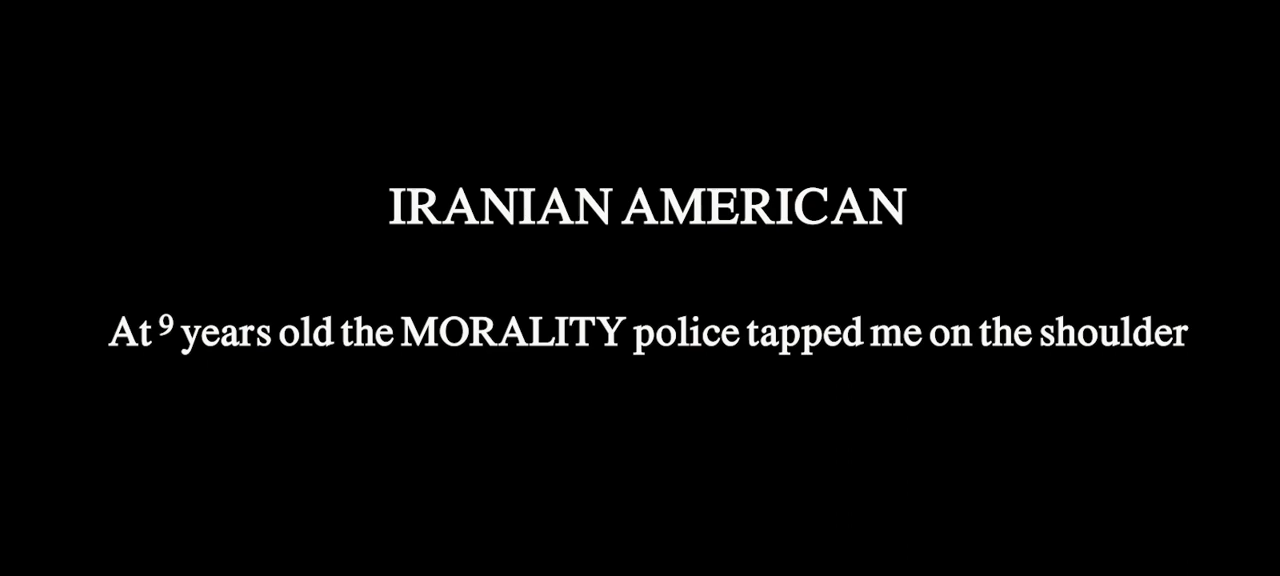 IRANIAN AMERICAN
At 9 years old the MORALITY police tapped me on the shoulder